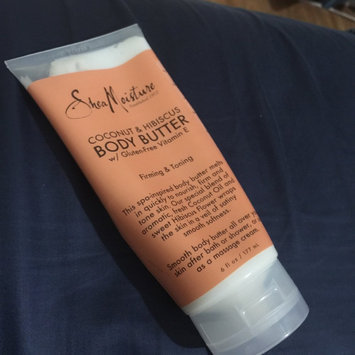 SheaMoisture
Established 1912
COCONUT & HIBISCUS
BODY BUTTER
w/ Gluten-free Vitamin E
Firming & Toning
This spa-inspired body butter melts
in quickly to nourish, firm and
tone skin. Our special blend of
aromatic, fresh Coconut Oil and
sweet Hibiscus Flower wraps
the skin in a veil of satiny
smooth softness.
Smooth body butter all over
skin after bath or shower,
as a massage cream.
6 fl oz / 177 mL